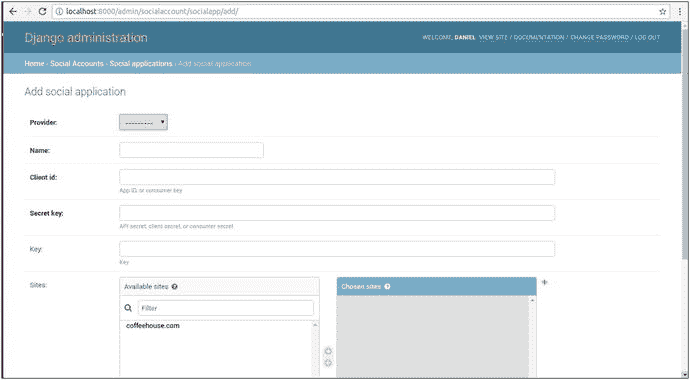 localhost:8000/admin/socialaccount/socialapp/add/
Django administration
WELCOME, DANIEL VIEW SITE / DOCUMENTATION / CHANGE PASSWORD / LOG OUT
Home › Social Accounts › Social applications › Add social application
Add social application
Provider:
---------
Name:
Client id:
App ID, or consumer key
Secret key:
API secret, client secret, or consumer secret
Key:
Key
Sites:
Available sites
Chosen sites
Filter
coffeehouse.com